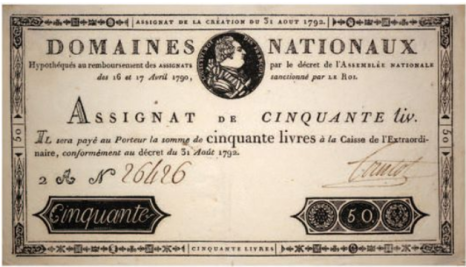 ASSIGNAT DE LA CRÉATION DU 31 AOUT 1792.
DOMAINES NATIONAUX
Hypothéqués au remboursement des ASSIGNATS par le décret de l'ASSEMBLÉE NATIONALE
des 16 et 17 Avril 1790, sanctionné par LE ROI.
ASSIGNAT DE CINQUANTE liv.
IL sera payé au Porteur la somme de cinquante livres à la Caisse de l'Extraordi-
naire, conformément au décret du 31 Août 1792.
2 A N 26426
Cinquante 50
50 50
CINQUANTE LIVRES